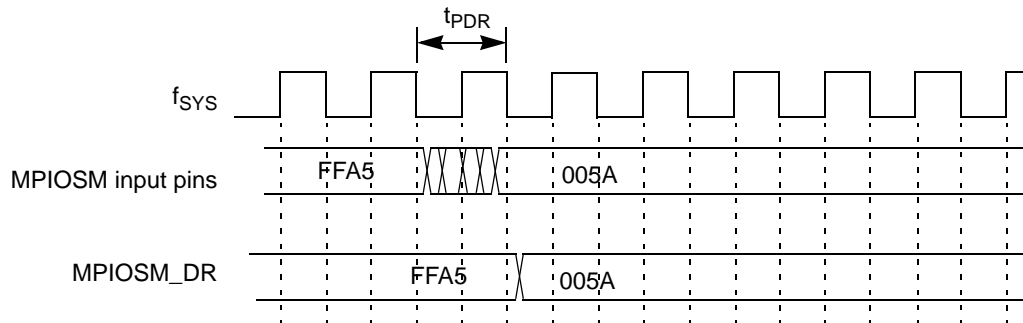 tPDR
fSYS
MPIOSM input pins
FFA5
005A
MPIOSM_DR
FFA5
005A